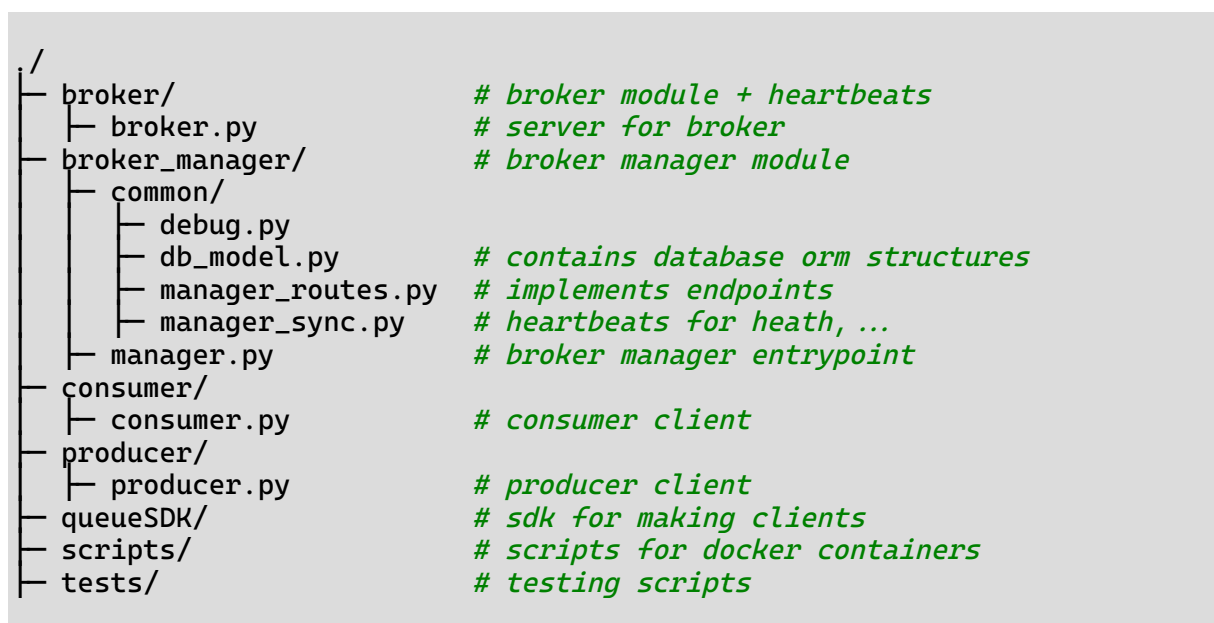 ./
├─ broker/ # broker module + heartbeats
│  ├─ broker.py # server for broker
├─ broker_manager/ # broker manager module
│  ├─ common/
│  │  ├─ debug.py
│  │  ├─ db_model.py # contains database orm structures
│  │  ├─ manager_routes.py # implements endpoints
│  │  ├─ manager_sync.py # heartbeats for heath, ...
│  ├─ manager.py # broker manager entrypoint
├─ consumer/
│  ├─ consumer.py # consumer client
├─ producer/
│  ├─ producer.py # producer client
├─ queueSDK/ # sdk for making clients
├─ scripts/ # scripts for docker containers
├─ tests/ # testing scripts